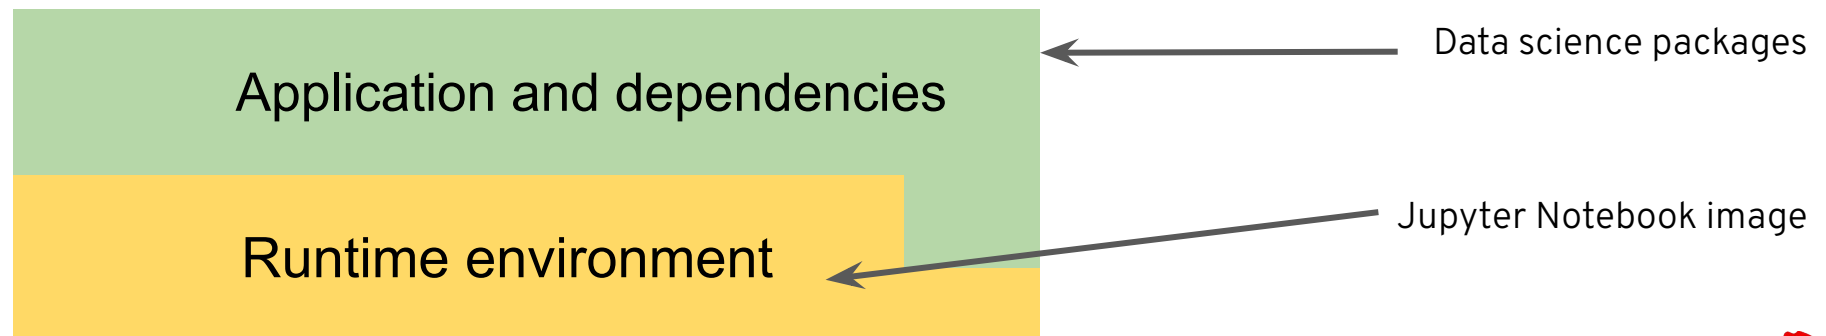 Data science packages
Application and dependencies
Jupyter Notebook image
Runtime environment